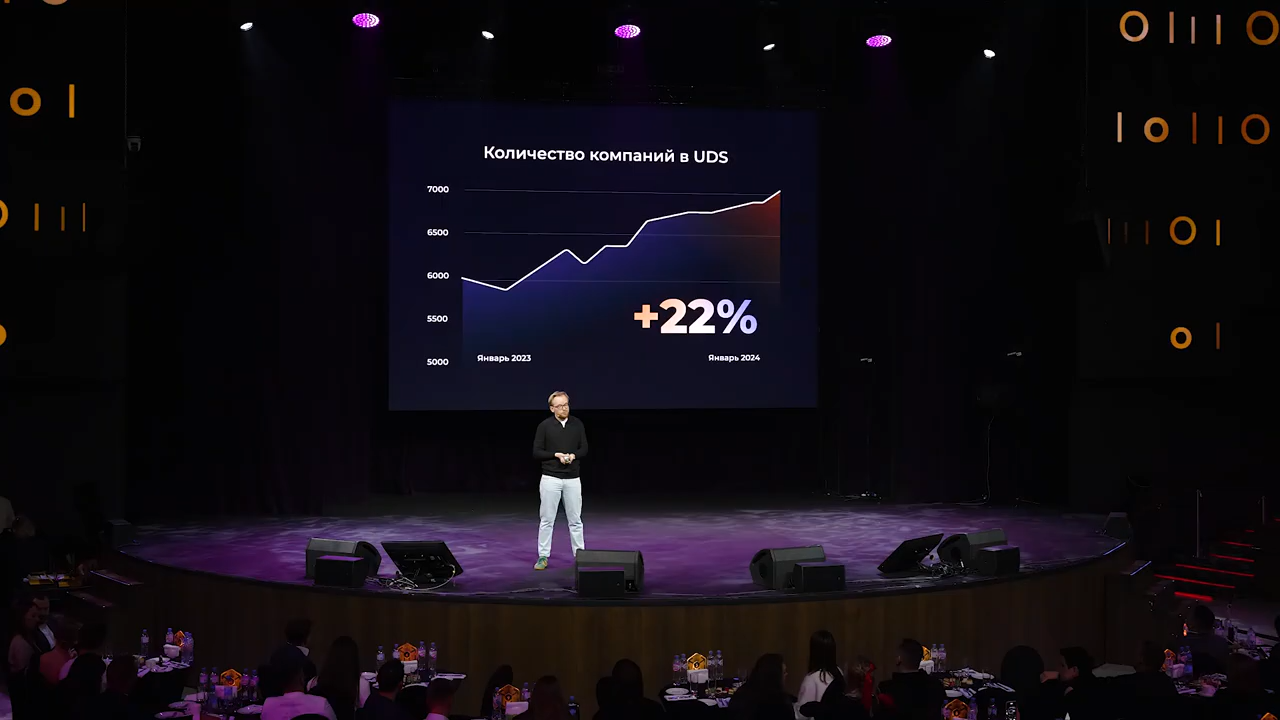 Количество компаний в UDS
7000
6500
6000
5500
5000
+22%
Январь 2023
Январь 2024